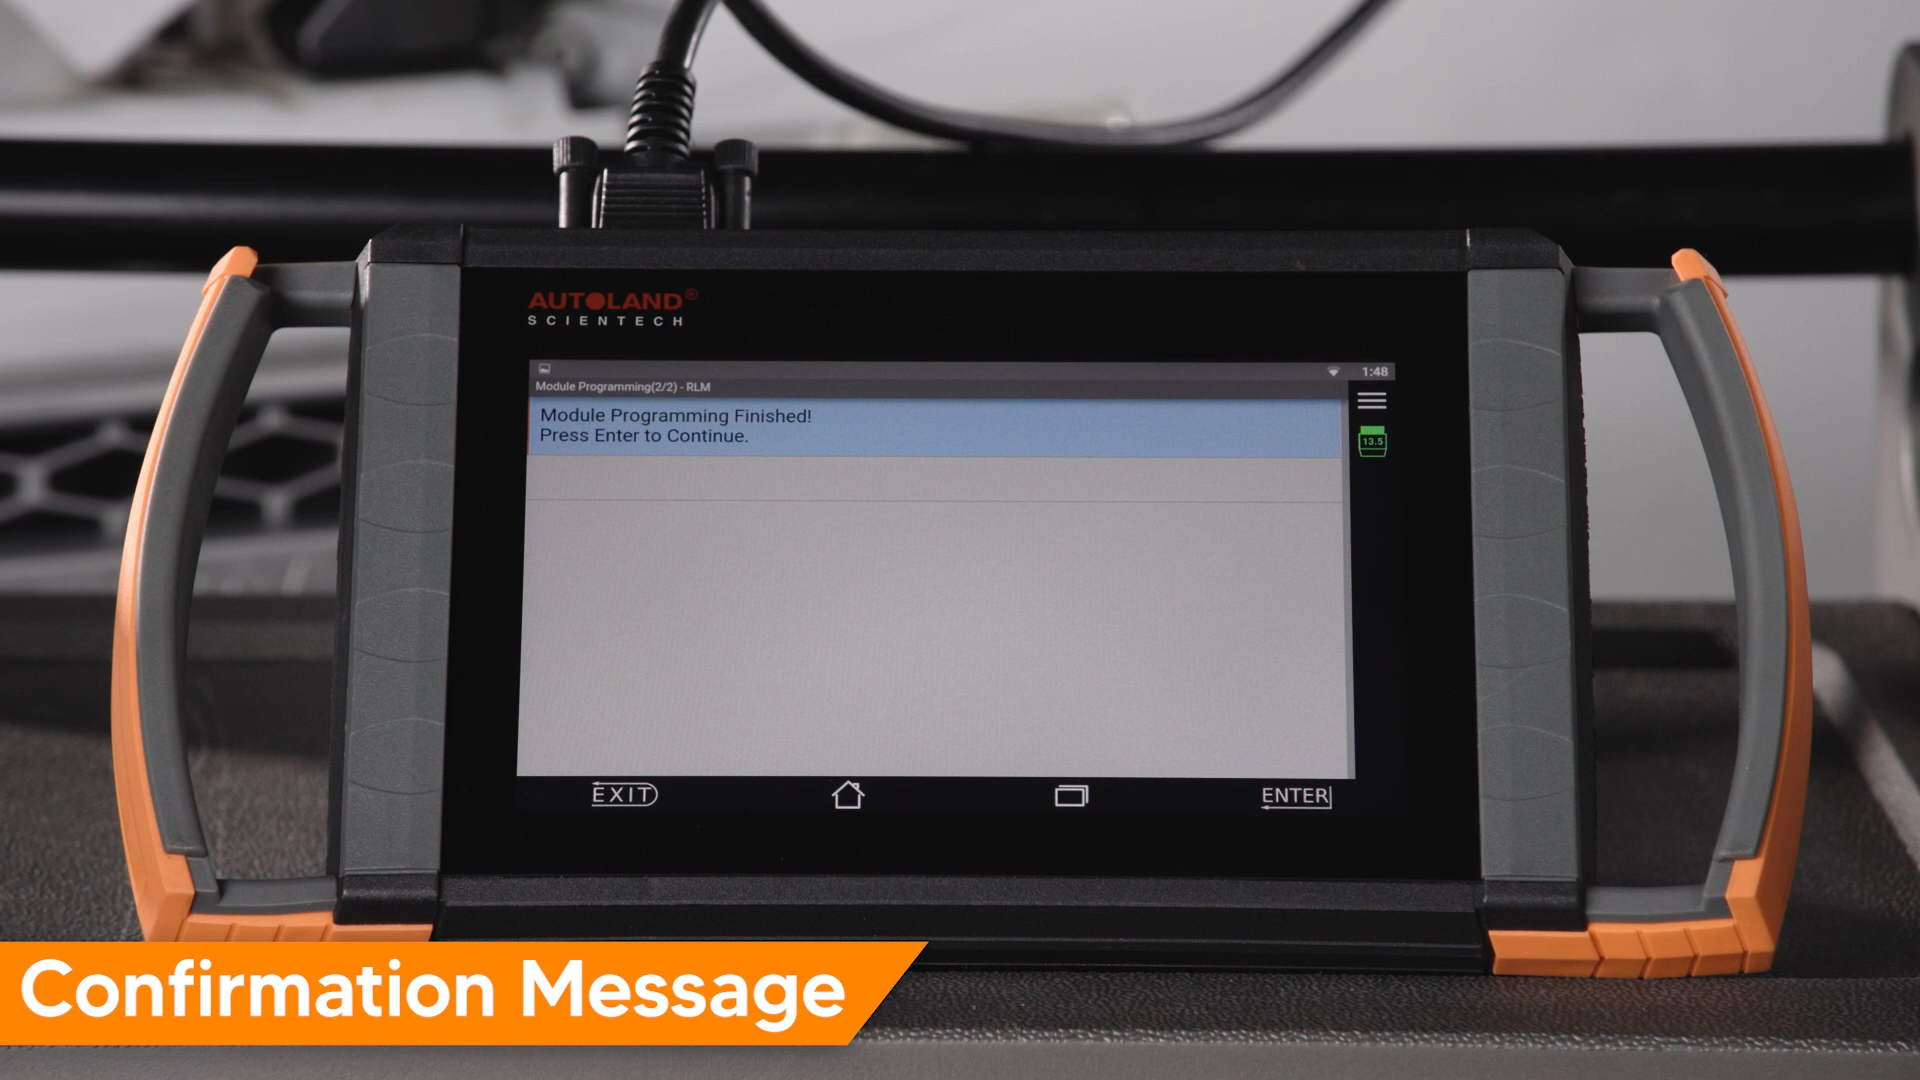 AUTOLAND®
SCIENTECH
1:48
Module Programming(2/2) - RLM
Module Programming Finished!
Press Enter to Continue.
13.5
EXIT
ENTER
Confirmation Message